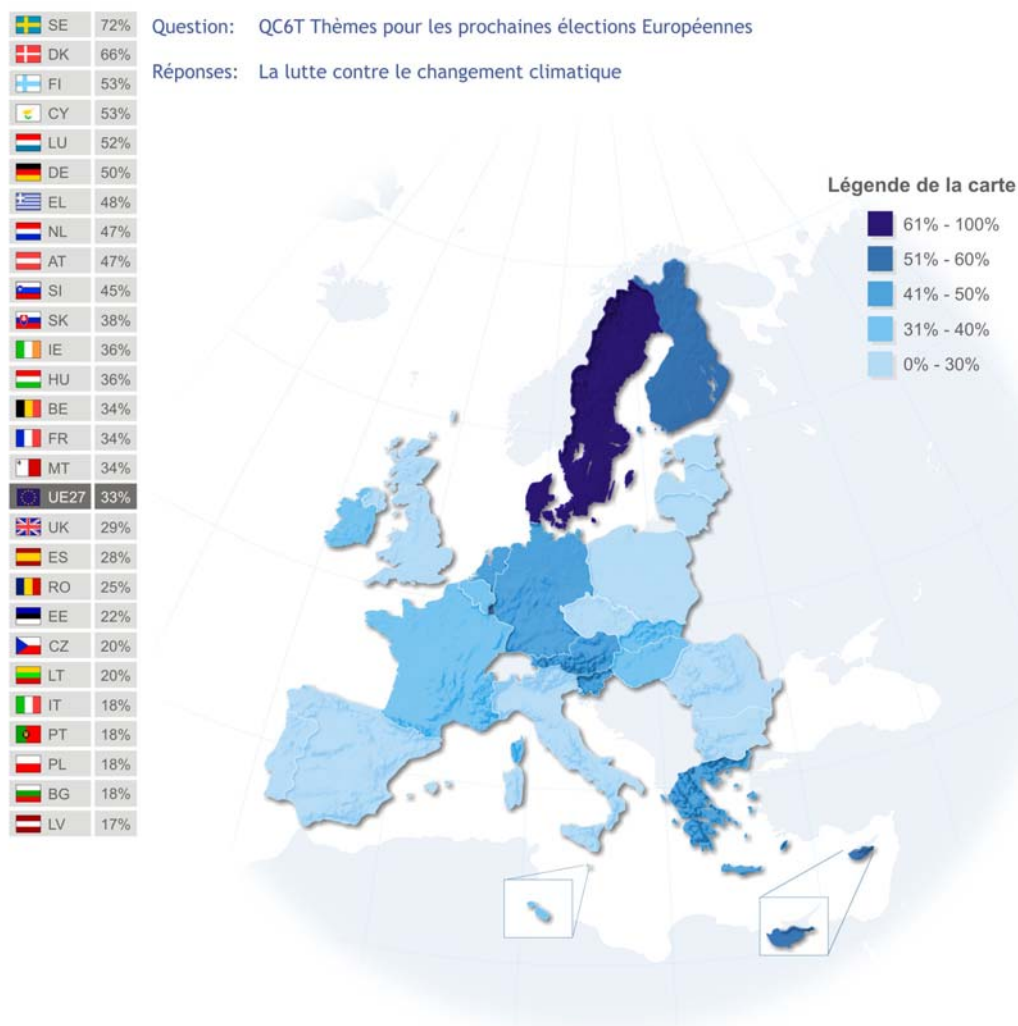 Question: QC6T Thèmes pour les prochaines élections Européennes
Réponses: La lutte contre le changement climatique
SE 72%
DK 66%
FI 53%
CY 53%
LU 52%
DE 50%
EL 48%
NL 47%
AT 47%
SI 45%
SK 38%
IE 36%
HU 36%
BE 34%
FR 34%
MT 34%
UE27 33%
UK 29%
ES 28%
RO 25%
EE 22%
CZ 20%
LT 20%
IT 18%
PT 18%
PL 18%
BG 18%
LV 17%
Légende de la carte
61% - 100%
51% - 60%
41% - 50%
31% - 40%
0% - 30%